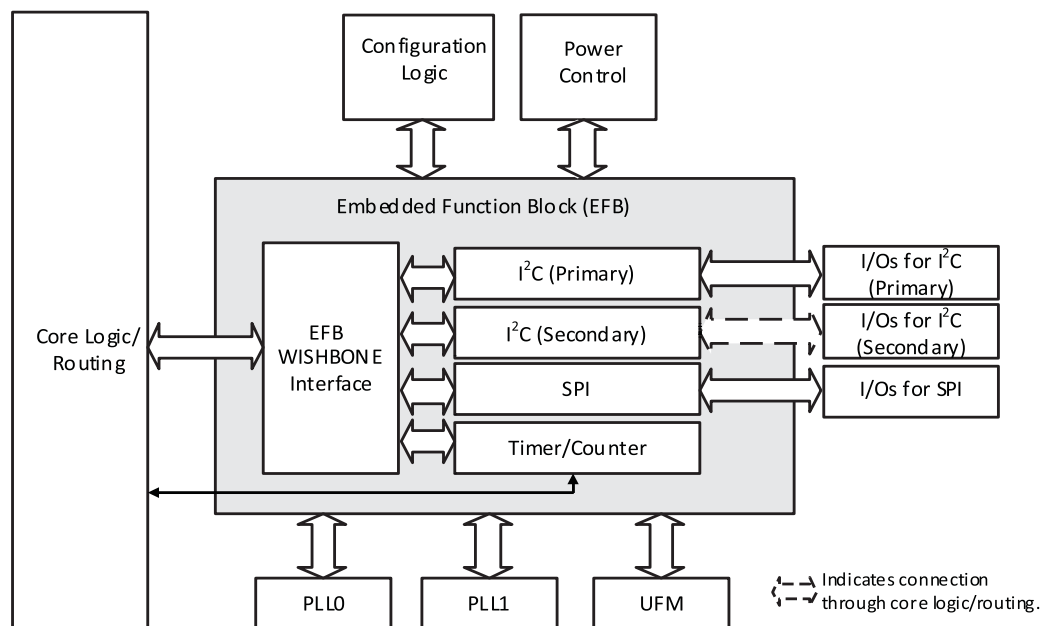 Configuration
Logic
Power
Control
Embedded Function Block (EFB)
Core Logic/
Routing
EFB
WISHBONE
Interface
I²C (Primary)
I²C (Secondary)
SPI
Timer/Counter
I/Os for I²C
(Primary)
I/Os for I²C
(Secondary)
I/Os for SPI
PLL0
PLL1
UFM
Indicates connection
through core logic/routing.